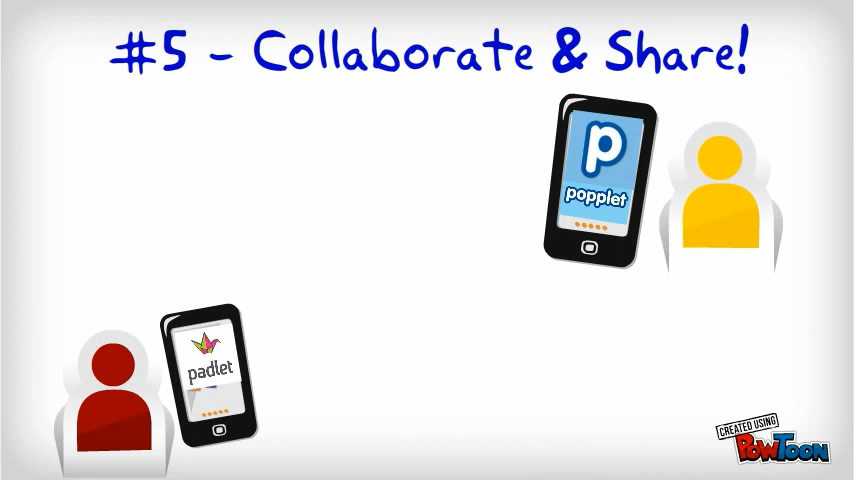 #5 - Collaborate & Share!
p
popplet
padlet
CREATED USING
POWTOON